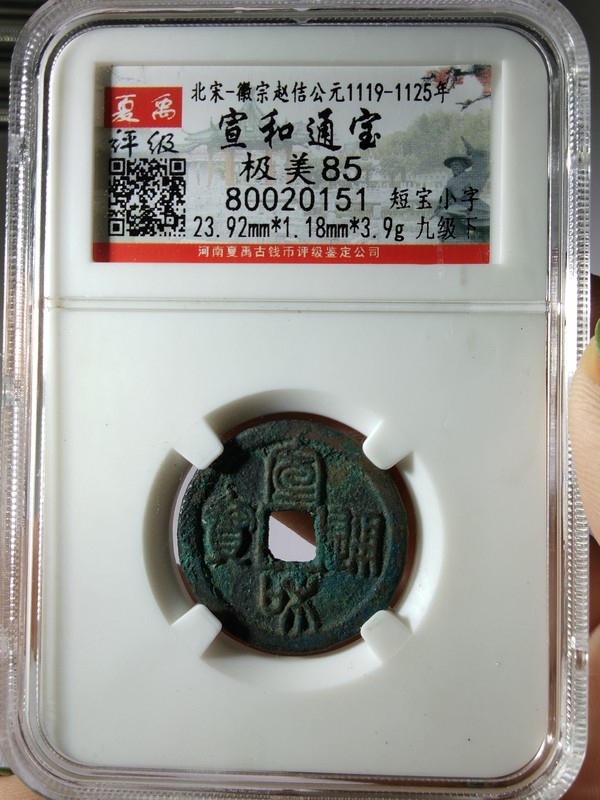 夏禹
评级
北宋-徽宗赵佶公元1119-1125年
宣和通宝
极美85
80020151 短宝小字
23.92mm*1.18mm*3.9g 九级下
河南夏禹古钱币评级鉴定公司
宣
和
通
寳